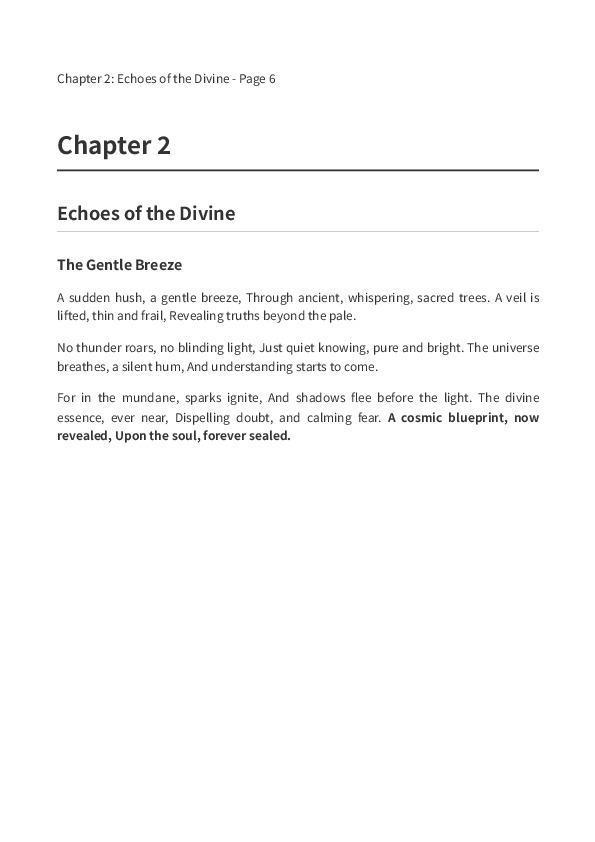 Chapter 2: Echoes of the Divine - Page 6
Chapter 2
Echoes of the Divine
The Gentle Breeze
A sudden hush, a gentle breeze, Through ancient, whispering, sacred trees. A veil is
lifted, thin and frail, Revealing truths beyond the pale.
No thunder roars, no blinding light, Just quiet knowing, pure and bright. The universe
breathes, a silent hum, And understanding starts to come.
For in the mundane, sparks ignite, And shadows flee before the light. The divine
essence, ever near, Dispelling doubt, and calming fear. A cosmic blueprint, now
revealed, Upon the soul, forever sealed.